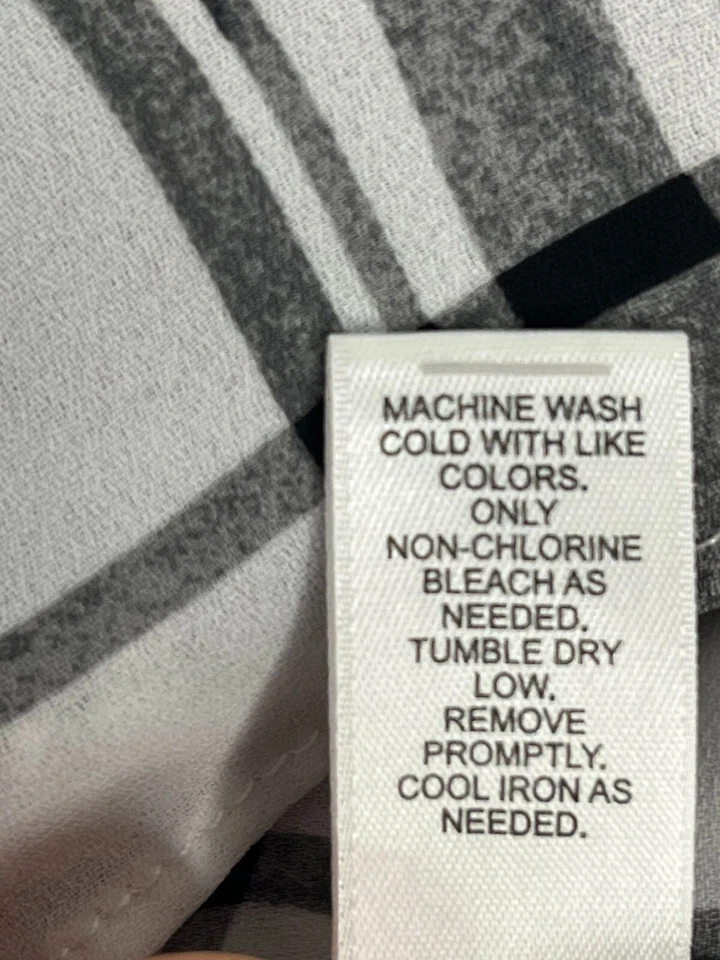 MACHINE WASH
COLD WITH LIKE
COLORS.
ONLY
NON-CHLORINE
BLEACH AS
NEEDED.
TUMBLE DRY
LOW.
REMOVE
PROMPTLY.
COOL IRON AS
NEEDED.